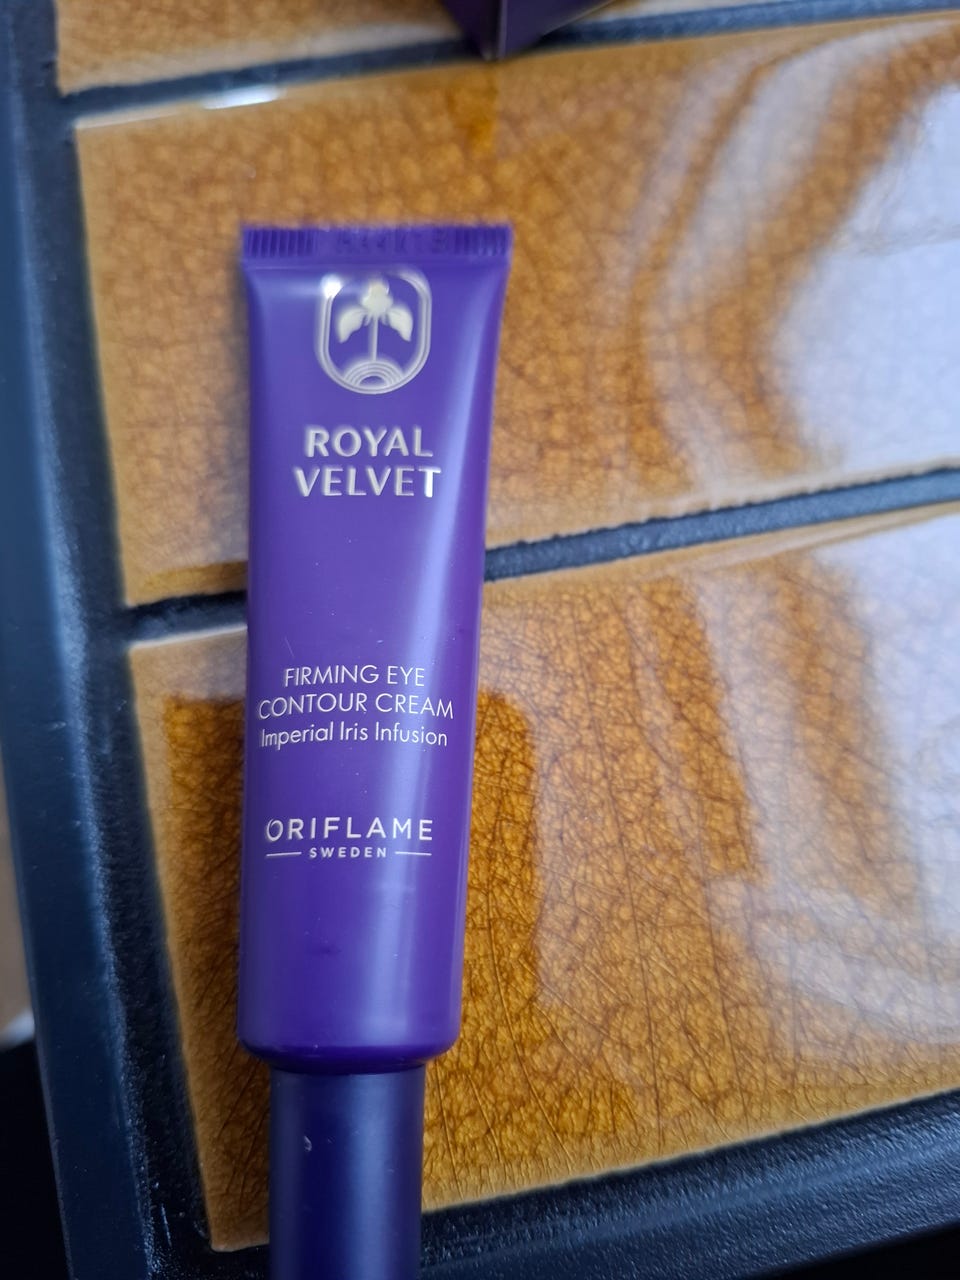 ROYAL
VELVET
FIRMING EYE
CONTOUR CREAM
Imperial Iris Infusion
ORIFLAME
SWEDEN